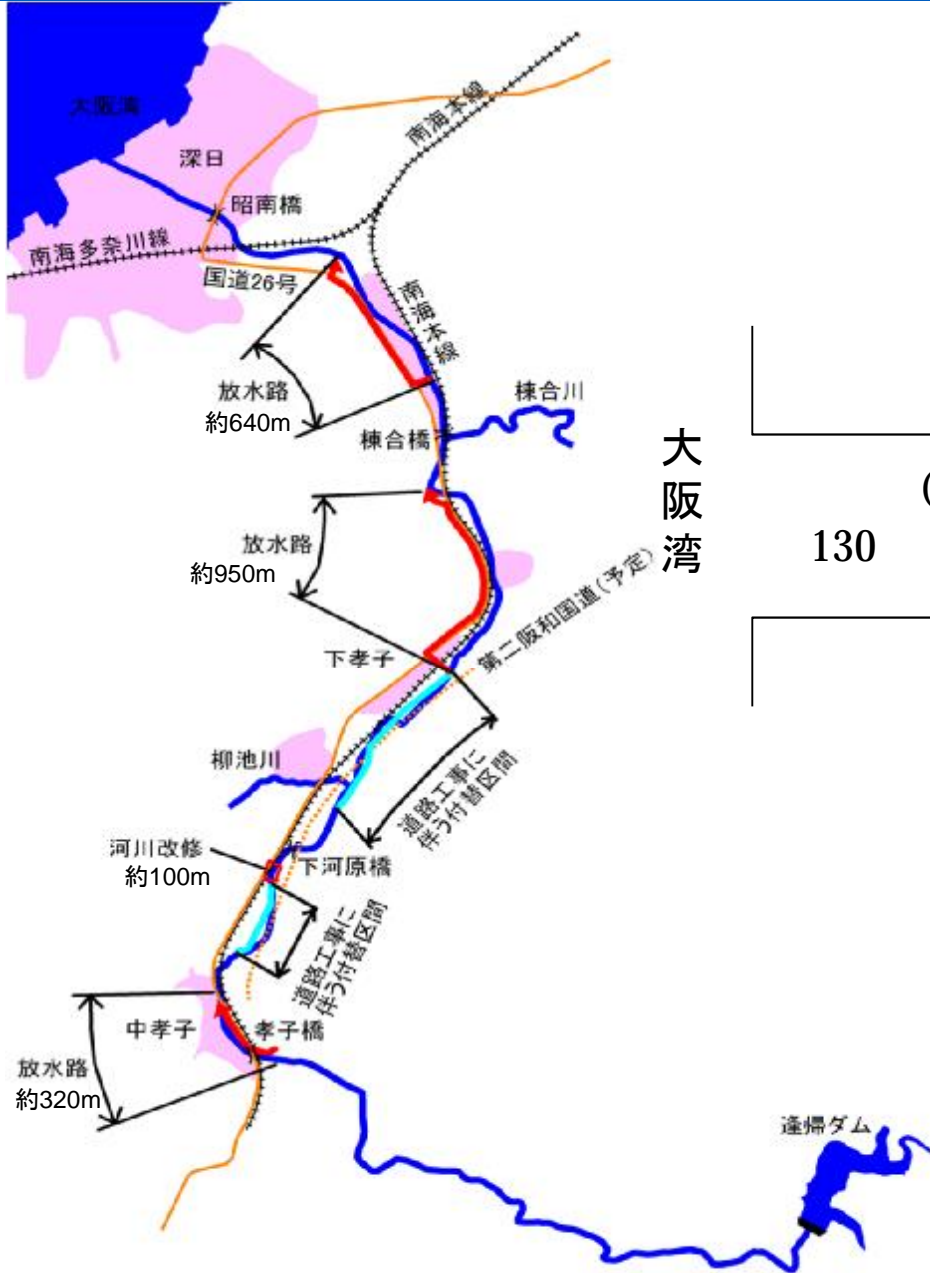 大阪湾
深日
昭南橋
南海本線
南海多奈川線
国道26号
南海本線
放水路
約640m
棟合川
棟合橋
大阪湾
(
130
放水路
約950m
第二阪和国道(予定)
下孝子
柳池川
道路工事に
伴う付替区間
河川改修
約100m
下河原橋
道路工事に
伴う付替区間
中孝子
孝子橋
放水路
約320m
逢帰ダム